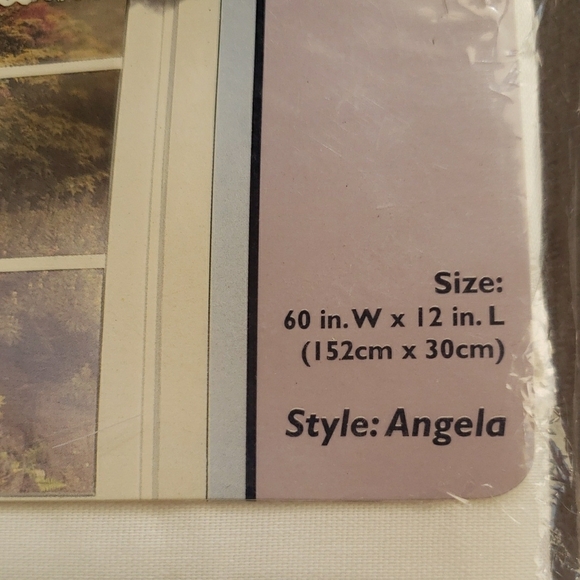 Size:
60 in. W x 12 in. L
(152cm x 30cm)
Style: Angela